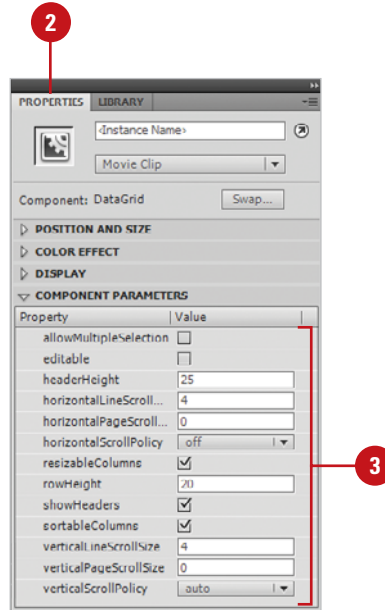 2
PROPERTIES LIBRARY
<Instance Name>
Movie Clip
Component: DataGrid Swap...
POSITION AND SIZE
COLOR EFFECT
DISPLAY
COMPONENT PARAMETERS
Property Value
allowMultipleSelection
editable
headerHeight 25
horizontalLineScroll... 4
horizontalPageScroll... 0
horizontalScrollPolicy off
resizableColumns
rowHeight 20
showHeaders
sortableColumns
verticalLineScrollSize 4
verticalPageScrollSize 0
verticalScrollPolicy auto
3